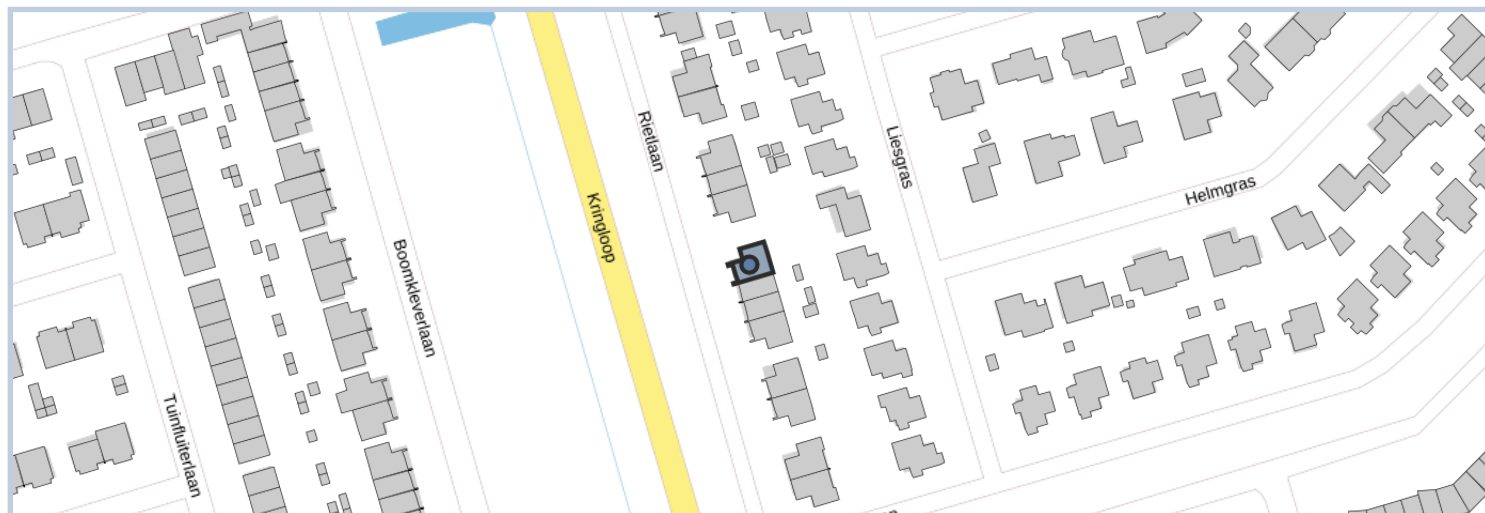 Rietlaan
Liesgras
Helmgras
Kringloop
Boomkleverlaan
Tuinfluiterlaan